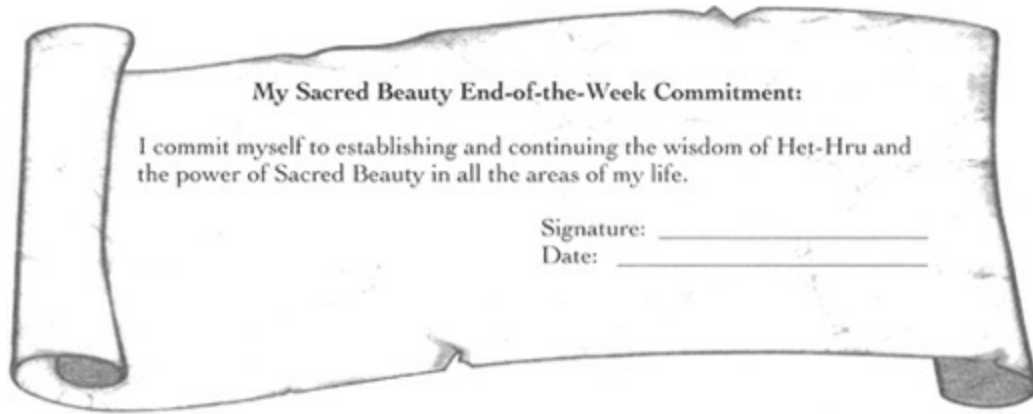 My Sacred Beauty End-of-the-Week Commitment:
I commit myself to establishing and continuing the wisdom of Het-Hru and
the power of Sacred Beauty in all the areas of my life.
Signature:
Date: